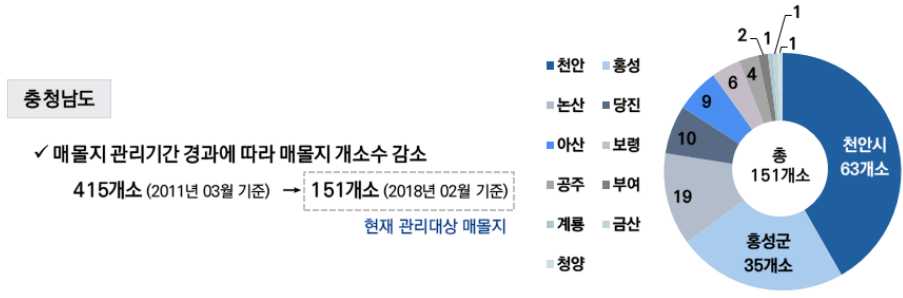 충청남도
✓ 매몰지 관리기간 경과에 따라 매몰지 개소수 감소
415개소 (2011년 03월 기준) → 151개소 (2018년 02월 기준)
현재 관리대상 매몰지
천안 홍성
논산 당진
아산 보령
공주 부여
계룡 금산
청양
천안시
63개소
홍성군
35개소
19
10
9
6
4
2
1
1
1
총
151개소